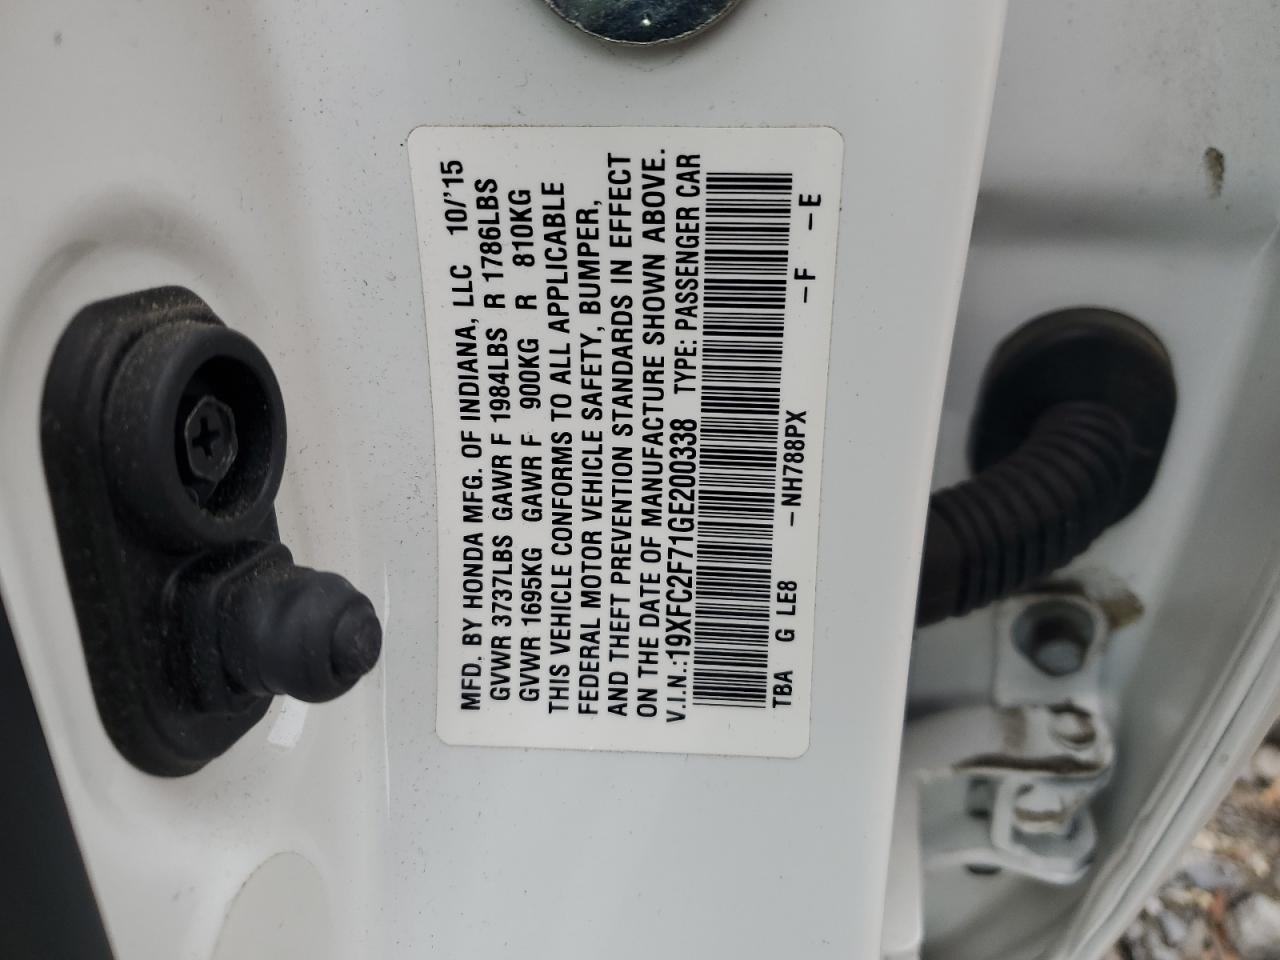 MFD. BY HONDA MFG. OF INDIANA, LLC 10/'15
GVWR 3737LBS GAWR F 1984LBS R 1786LBS
GVWR 1695KG GAWR F 900KG R 810KG
THIS VEHICLE CONFORMS TO ALL APPLICABLE
FEDERAL MOTOR VEHICLE SAFETY, BUMPER,
AND THEFT PREVENTION STANDARDS IN EFFECT
ON THE DATE OF MANUFACTURE SHOWN ABOVE.
V.I.N.:19XFC2F71GE200338 TYPE: PASSENGER CAR
TBA G LE8 –NH788PX –F –E